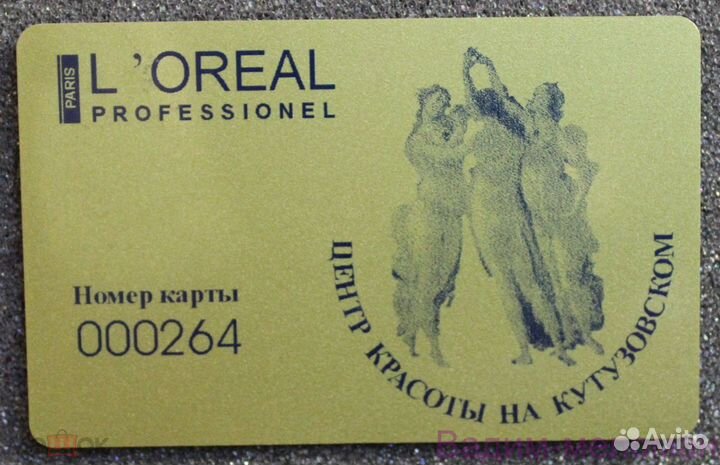 PARIS
L'OREAL
PROFESSIONEL
Номер карты
000264
ЦЕНТР КРАСОТЫ НА КУТУЗОВСКОМ
Avito